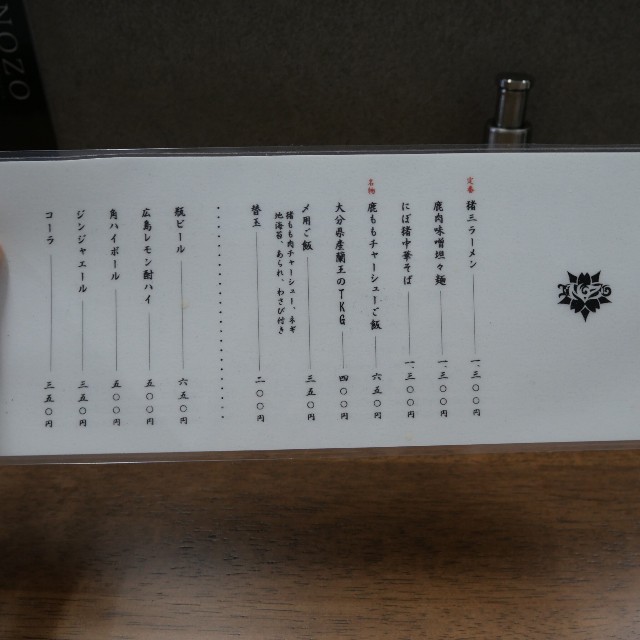 定番
猪三ラーメン 一、三〇〇円
鹿肉味噌坦々麺 一、三〇〇円
にぼ猪中華そば 一、三〇〇円
名物
鹿ももチャーシューご飯 六五〇円
大分県産蘭王のTKG 四〇〇円
〆用ご飯 三五〇円
猪もも肉チャーシュー、ネギ
地海苔、あられ、わさび付き
替玉 二〇〇円
瓶ビール 六五〇円
広島レモン酎ハイ 五〇〇円
角ハイボール 五〇〇円
ジンジャエール 三五〇円
コーラ 三五〇円
NOZO